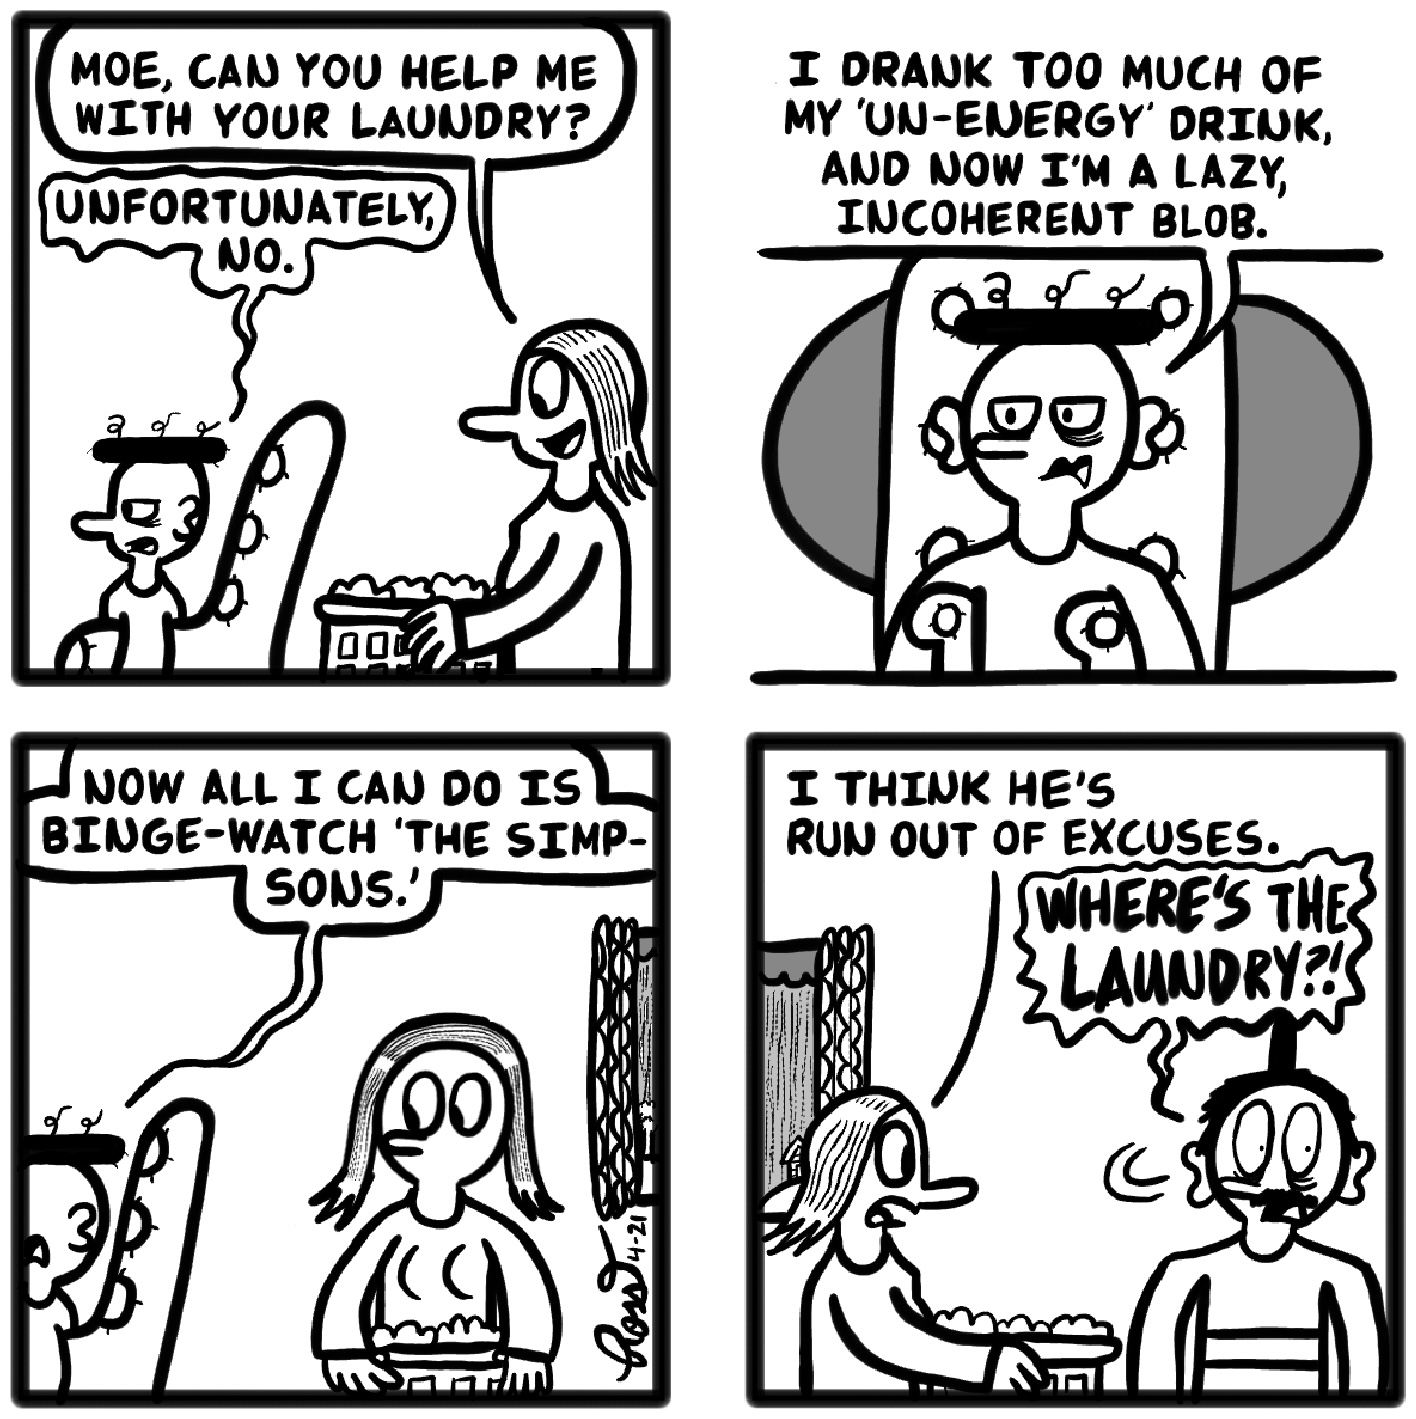 MOE, CAN YOU HELP ME
WITH YOUR LAUNDRY?
UNFORTUNATELY,
NO.
I DRANK TOO MUCH OF
MY 'UN-ENERGY' DRINK,
AND NOW I'M A LAZY,
INCOHERENT BLOB.
NOW ALL I CAN DO IS
BINGE-WATCH 'THE SIMP-
SONS.'
4-21
I THINK HE'S
RUN OUT OF EXCUSES.
WHERE'S THE
LAUNDRY?!